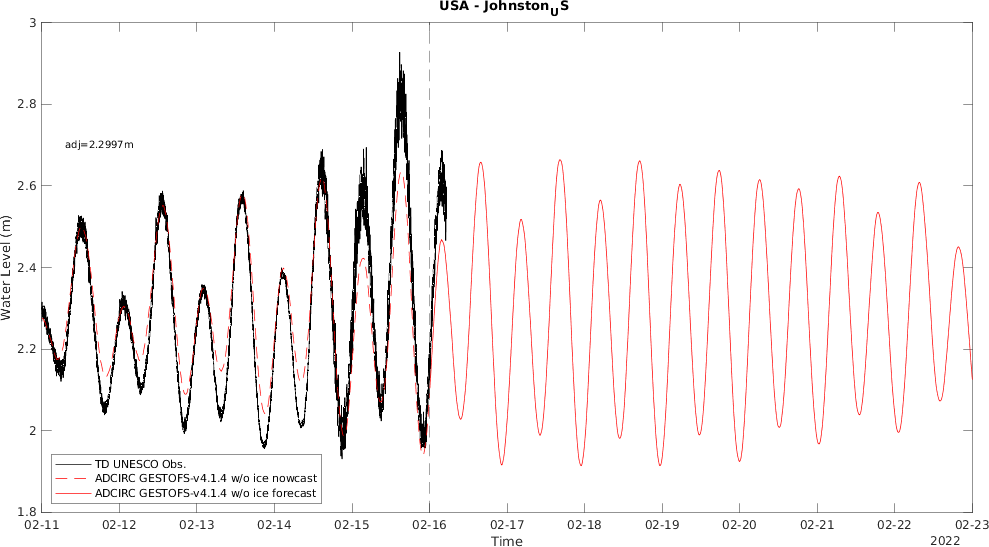 USA - Johnston_US
3
2.8
2.6
2.4
2.2
2
1.8
Water Level (m)
adj=2.2997m
TD UNESCO Obs.
ADCIRC GESTOFS-v4.1.4 w/o ice nowcast
ADCIRC GESTOFS-v4.1.4 w/o ice forecast
02-11 02-12 02-13 02-14 02-15 02-16 02-17 02-18 02-19 02-20 02-21 02-22 02-23
Time
2022